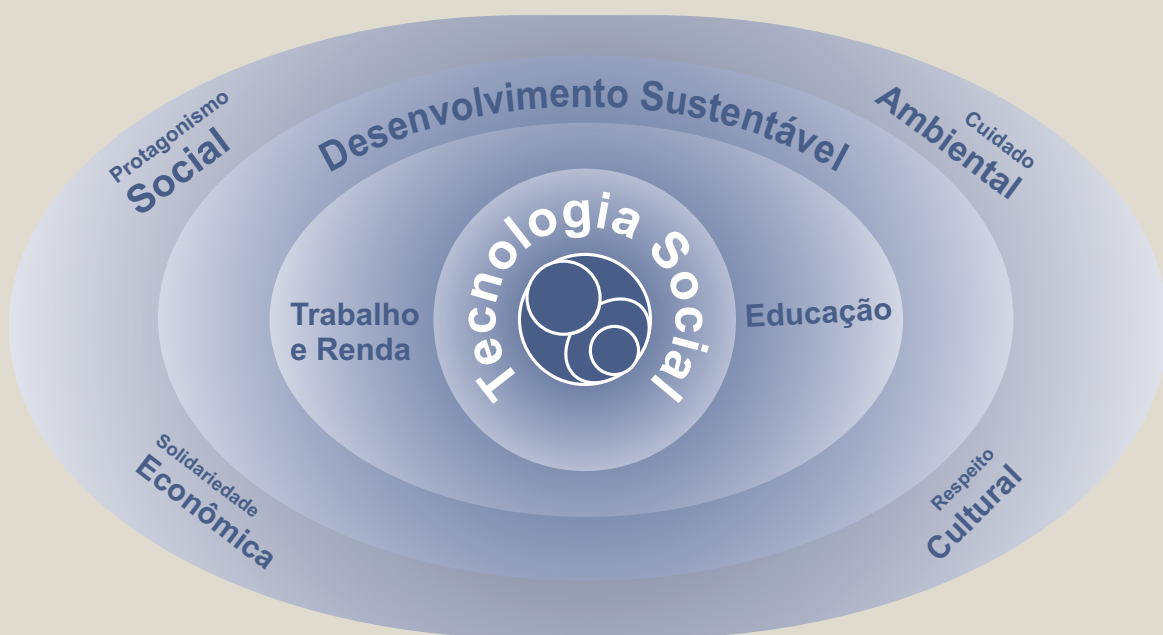 Protagonismo
Social
Desenvolvimento Sustentável
Cuidado
Ambiental
Tecnologia Social
Trabalho
e Renda
Educação
Solidariedade
Econômica
Respeito
Cultural